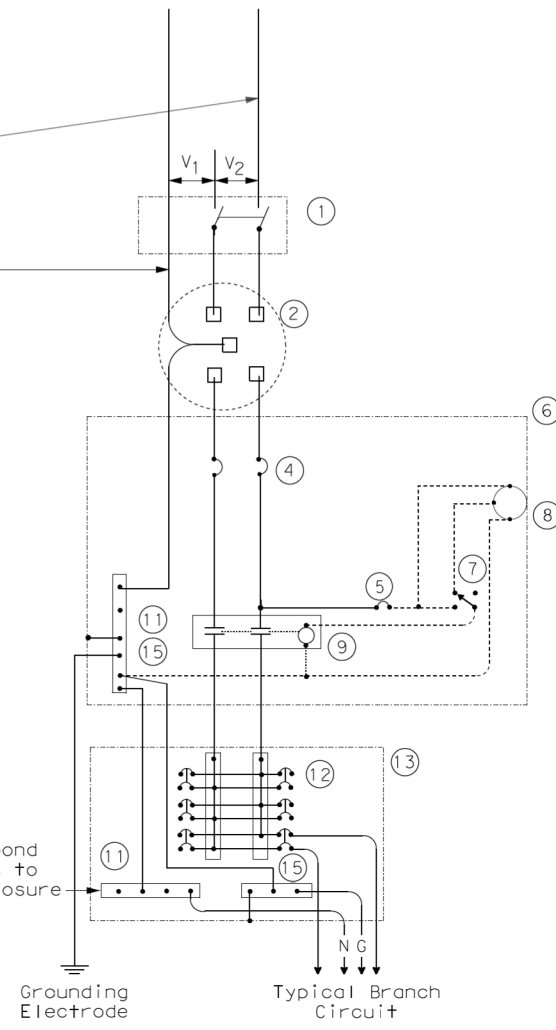 V1
V2
1
2
6
4
8
5
7
11
15
9
12
13
ond
to
11
15
osure
N G
Grounding
Electrode
Typical Branch
Circuit